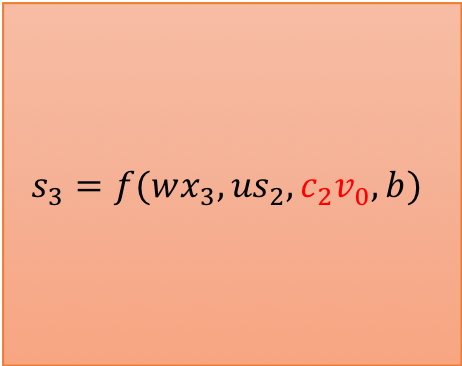 s₃ = f(wx₃, us₂, c₂v₀, b)